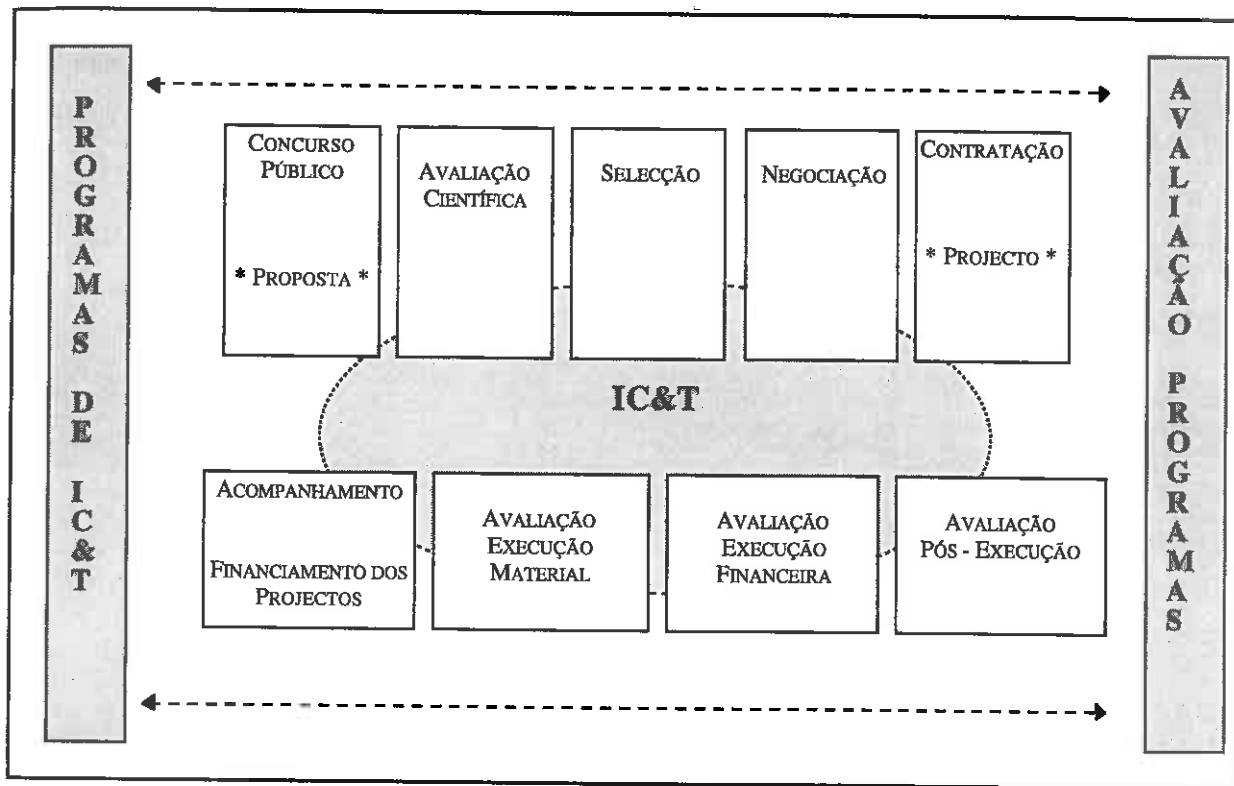 PROGRAMAS DE IC&T
CONCURSO
PÚBLICO
* PROPOSTA *
AVALIAÇÃO
CIENTÍFICA
SELECÇÃO
NEGOCIAÇÃO
CONTRATAÇÃO
* PROJECTO *
IC&T
ACOMPANHAMENTO
FINANCIAMENTO DOS
PROJECTOS
AVALIAÇÃO
EXECUÇÃO
MATERIAL
AVALIAÇÃO
EXECUÇÃO
FINANCEIRA
AVALIAÇÃO
PÓS - EXECUÇÃO
AVALIAÇÃO PROGRAMAS